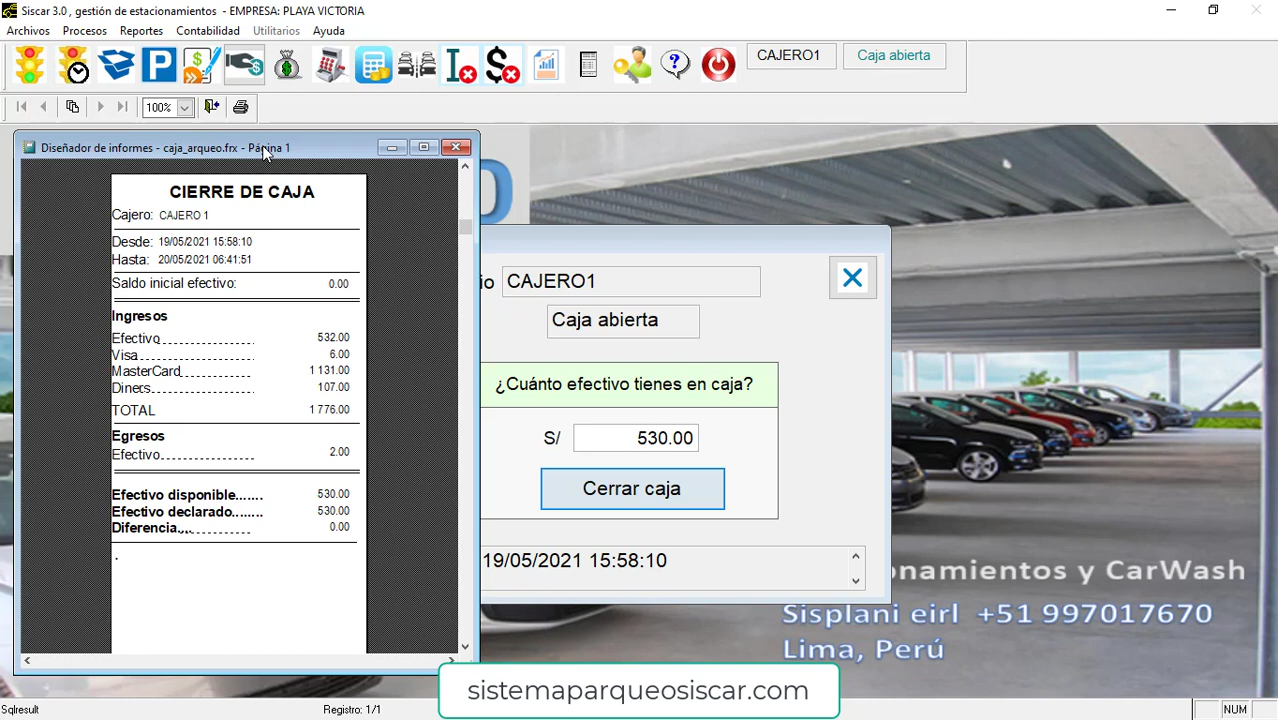 Siscar 3.0 , gestión de estacionamientos - EMPRESA: PLAYA VICTORIA
Archivos Procesos Reportes Contabilidad Utilitarios Ayuda
CAJERO1 Caja abierta
100%
Diseñador de informes - caja_arqueo.frx - Página 1
CIERRE DE CAJA
Cajero: CAJERO 1
Desde: 19/05/2021 15:58:10
Hasta: 20/05/2021 06:41:51
Saldo inicial efectivo: 0.00
Ingresos
Efectivo 532.00
Visa 6.00
MasterCard 1 131.00
Diners 107.00
TOTAL 1 776.00
Egresos
Efectivo 2.00
Efectivo disponible....... 530.00
Efectivo declarado........ 530.00
Diferencia.... 0.00
.
io CAJERO1
Caja abierta
¿Cuánto efectivo tienes en caja?
S/ 530.00
Cerrar caja
19/05/2021 15:58:10
onamientos y CarWash
Sisplani eirl +51 997017670
Lima, Perú
sistemaparqueosiscar.com
Sqlresult Registro: 1/1 NUM